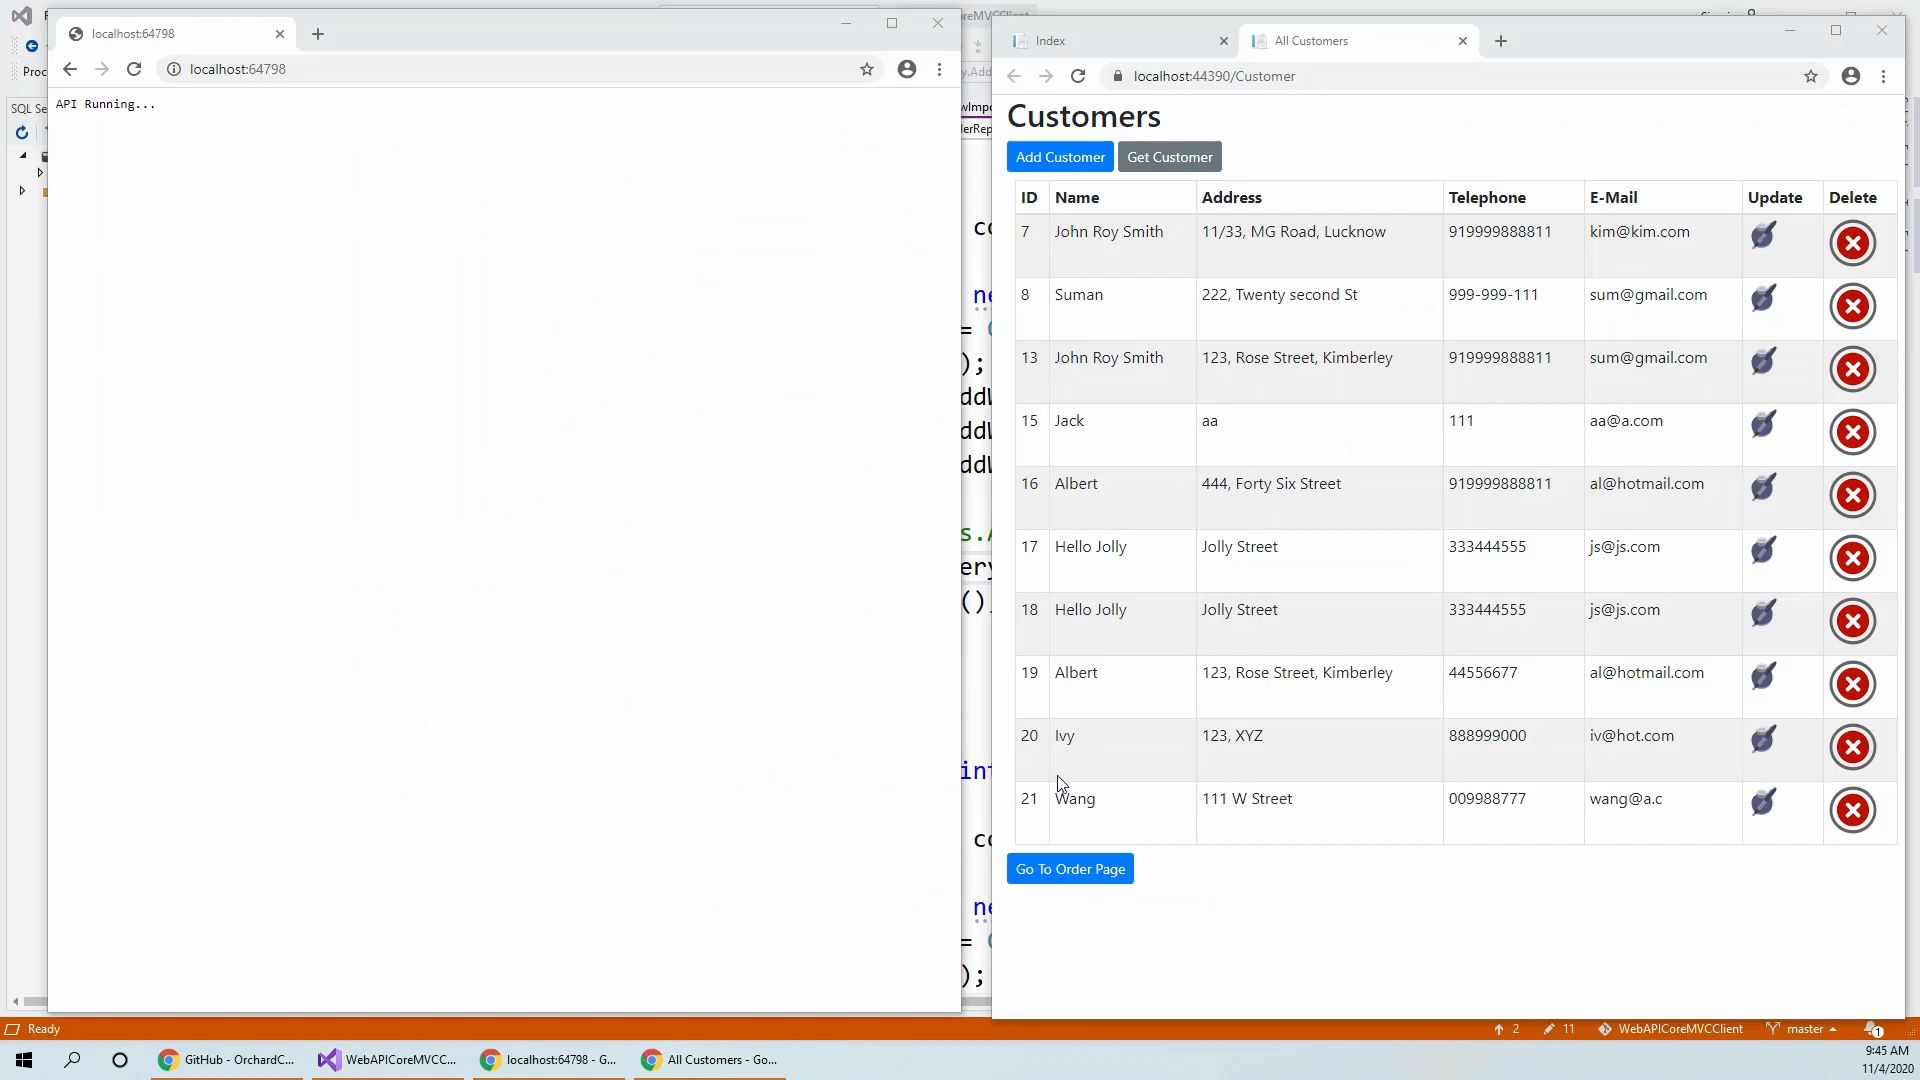 localhost:64798
localhost:64798
API Running...
Proc
SQL Se
Index
All Customers
localhost:44390/Customer
Customers
Add Customer Get Customer
ID Name Address Telephone E-Mail Update Delete
7 John Roy Smith 11/33, MG Road, Lucknow 919999888811 kim@kim.com
8 Suman 222, Twenty second St 999-999-111 sum@gmail.com
13 John Roy Smith 123, Rose Street, Kimberley 919999888811 sum@gmail.com
15 Jack aa 111 aa@a.com
16 Albert 444, Forty Six Street 919999888811 al@hotmail.com
17 Hello Jolly Jolly Street 333444555 js@js.com
18 Hello Jolly Jolly Street 333444555 js@js.com
19 Albert 123, Rose Street, Kimberley 44556677 al@hotmail.com
20 Ivy 123, XYZ 888999000 iv@hot.com
21 Wang 111 W Street 009988777 wang@a.c
Go To Order Page
Ready
2 11 WebAPICoreMVCClient master 1
GitHub - OrchardC... WebAPICoreMVCC... localhost:64798 - G... All Customers - Go...
9:45 AM
11/4/2020